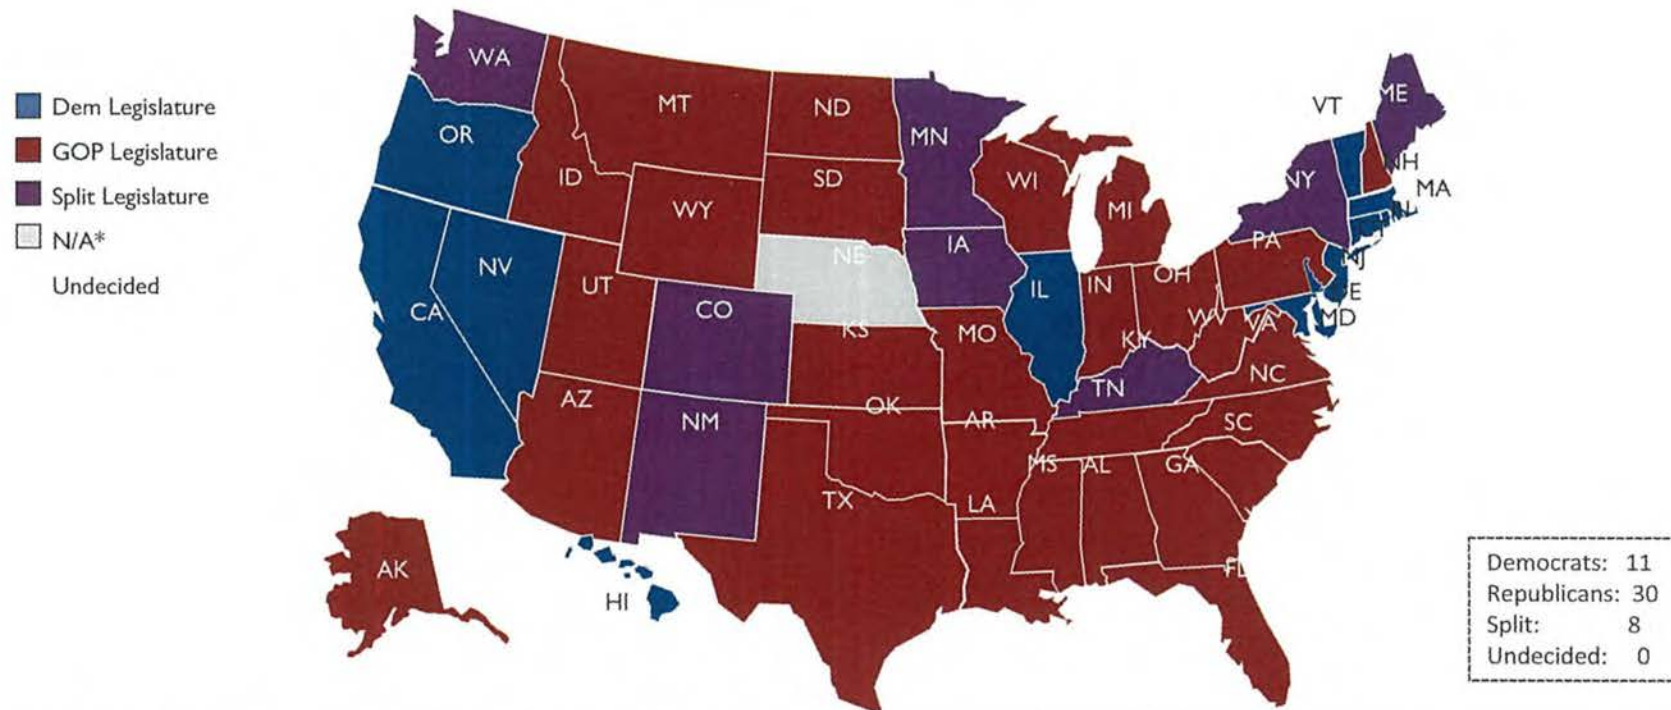 Dem Legislature
GOP Legislature
Split Legislature
N/A*
Undecided
WA
OR
CA
NV
ID
MT
WY
UT
CO
AZ
NM
ND
SD
NE
KS
OK
TX
MN
IA
MO
AR
LA
WI
IL
MI
IN
OH
KY
TN
MS
AL
GA
FL
SC
NC
VA
WV
PA
NY
VT
ME
NH
MA
NJ
MD
AK
HI
Democrats: 11
Republicans: 30
Split: 8
Undecided: 0